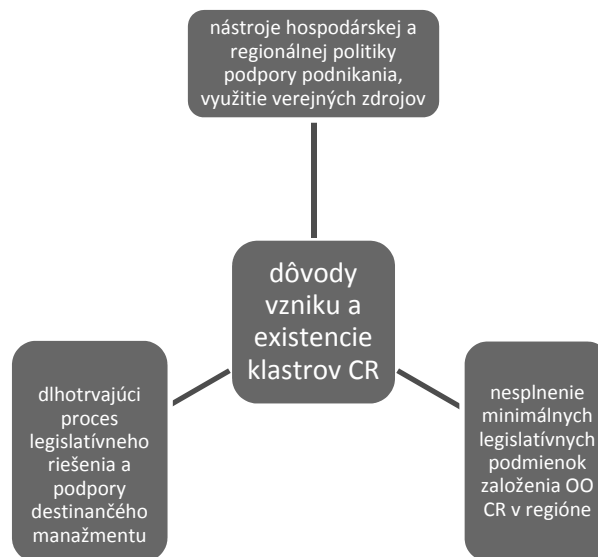 nástroje hospodárskej a
regionálnej politiky
podpory podnikania,
využitie verejných zdrojov
dôvody
vzniku a
existencie
klastrov CR
dlhotrvajúci
proces
legislatívneho
riešenia a
podpory
destinančého
manažmentu
nesplnenie
minimálnych
legislatívnych
podmienok
založenia OO
CR v regióne